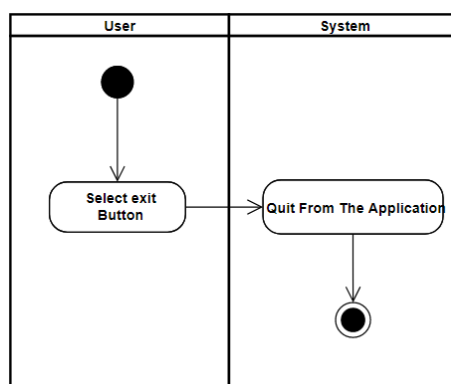 User
System
Select exit
Button
Quit From The Application